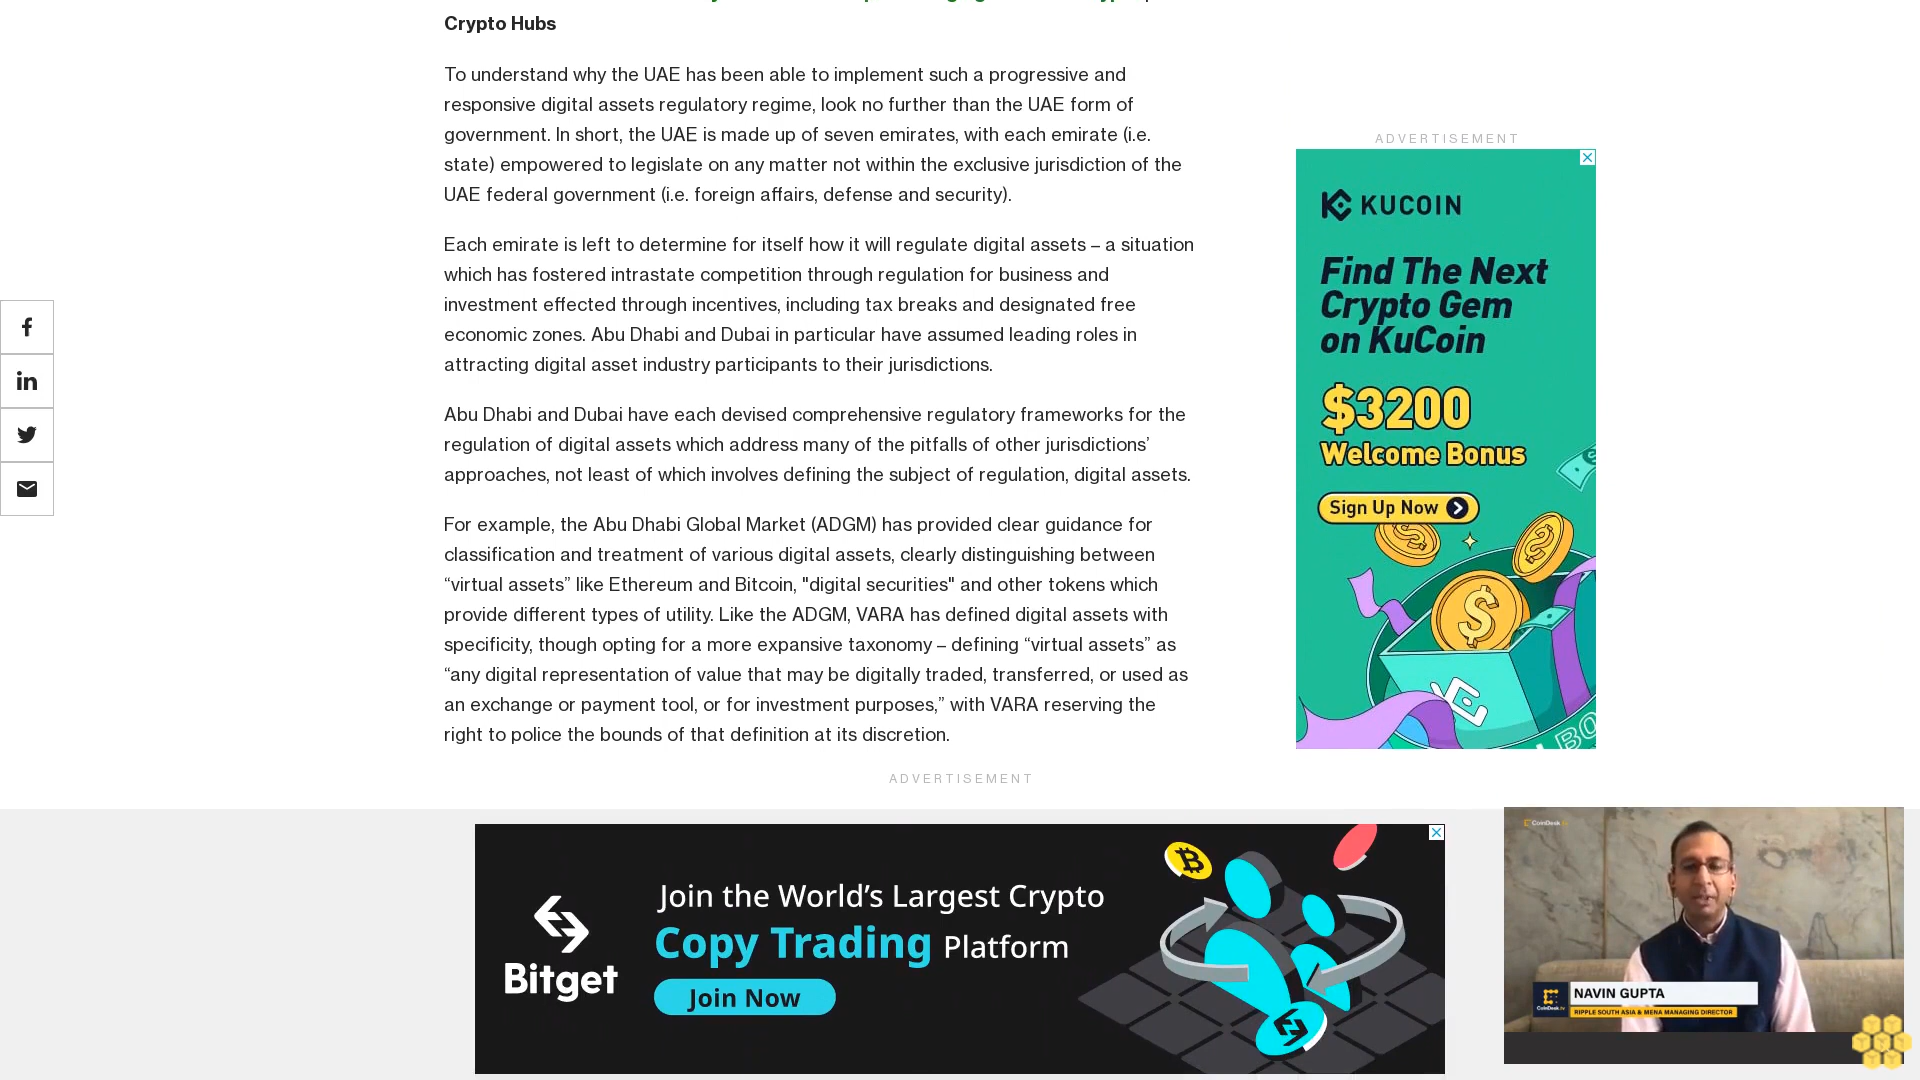 Crypto Hubs
To understand why the UAE has been able to implement such a progressive and
responsive digital assets regulatory regime, look no further than the UAE form of
government. In short, the UAE is made up of seven emirates, with each emirate (i.e.
state) empowered to legislate on any matter not within the exclusive jurisdiction of the
UAE federal government (i.e. foreign affairs, defense and security).
Each emirate is left to determine for itself how it will regulate digital assets – a situation
which has fostered intrastate competition through regulation for business and
investment effected through incentives, including tax breaks and designated free
economic zones. Abu Dhabi and Dubai in particular have assumed leading roles in
attracting digital asset industry participants to their jurisdictions.
Abu Dhabi and Dubai have each devised comprehensive regulatory frameworks for the
regulation of digital assets which address many of the pitfalls of other jurisdictions’
approaches, not least of which involves defining the subject of regulation, digital assets.
For example, the Abu Dhabi Global Market (ADGM) has provided clear guidance for
classification and treatment of various digital assets, clearly distinguishing between
“virtual assets” like Ethereum and Bitcoin, "digital securities" and other tokens which
provide different types of utility. Like the ADGM, VARA has defined digital assets with
specificity, though opting for a more expansive taxonomy – defining “virtual assets” as
“any digital representation of value that may be digitally traded, transferred, or used as
an exchange or payment tool, or for investment purposes,” with VARA reserving the
right to police the bounds of that definition at its discretion.
ADVERTISEMENT
KUCOIN
Find The Next
Crypto Gem
on KuCoin
$3200
Welcome Bonus
Sign Up Now
ADVERTISEMENT
Bitget
Join the World’s Largest Crypto
Copy Trading Platform
Join Now
CoinDesk
NAVIN GUPTA
CoinDesk.tv
RIPPLE SOUTH ASIA & MENA MANAGING DIRECTOR